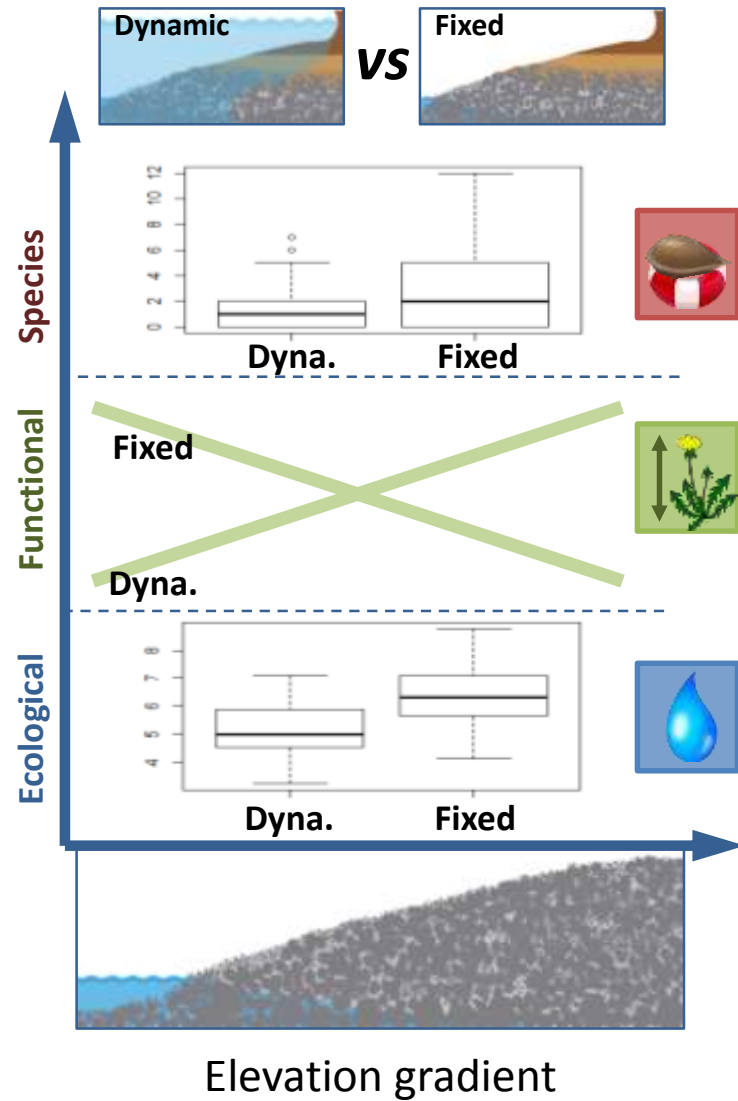 Dynamic
vs
Fixed
Species
12
10
8
6
4
2
0
Dyna.
Fixed
Functional
Fixed
Dyna.
Ecological
8
7
6
5
4
Dyna.
Fixed
Elevation gradient